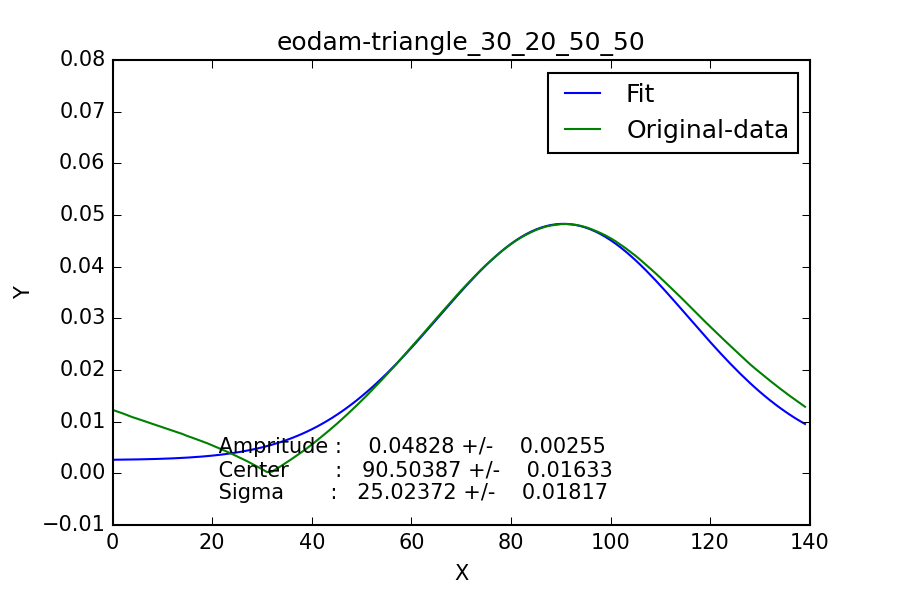 eodam-triangle_30_20_50_50
Fit
Original-data
0.08
0.07
0.06
0.05
0.04
0.03
0.02
0.01
0.00
−0.01
Y
Ampritude : 0.04828 +/- 0.00255
Center : 90.50387 +/- 0.01633
Sigma : 25.02372 +/- 0.01817
0 20 40 60 80 100 120 140
X